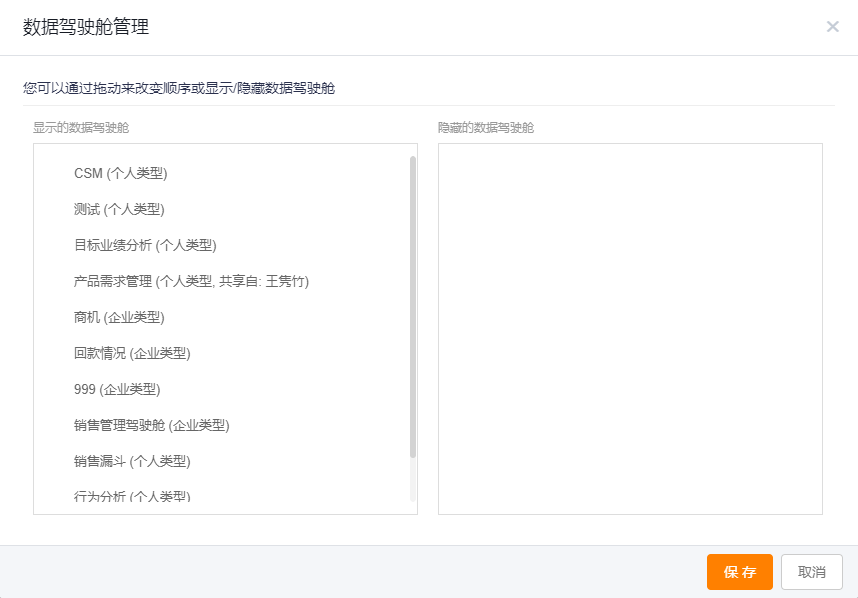 数据驾驶舱管理
您可以通过拖动来改变顺序或显示/隐藏数据驾驶舱
显示的数据驾驶舱
隐藏的数据驾驶舱
CSM (个人类型)
测试 (个人类型)
目标业绩分析 (个人类型)
产品需求管理 (个人类型, 共享自: 王隽竹)
商机 (企业类型)
回款情况 (企业类型)
999 (企业类型)
销售管理驾驶舱 (企业类型)
销售漏斗 (个人类型)
行为分析 (个人类型)
保存
取消